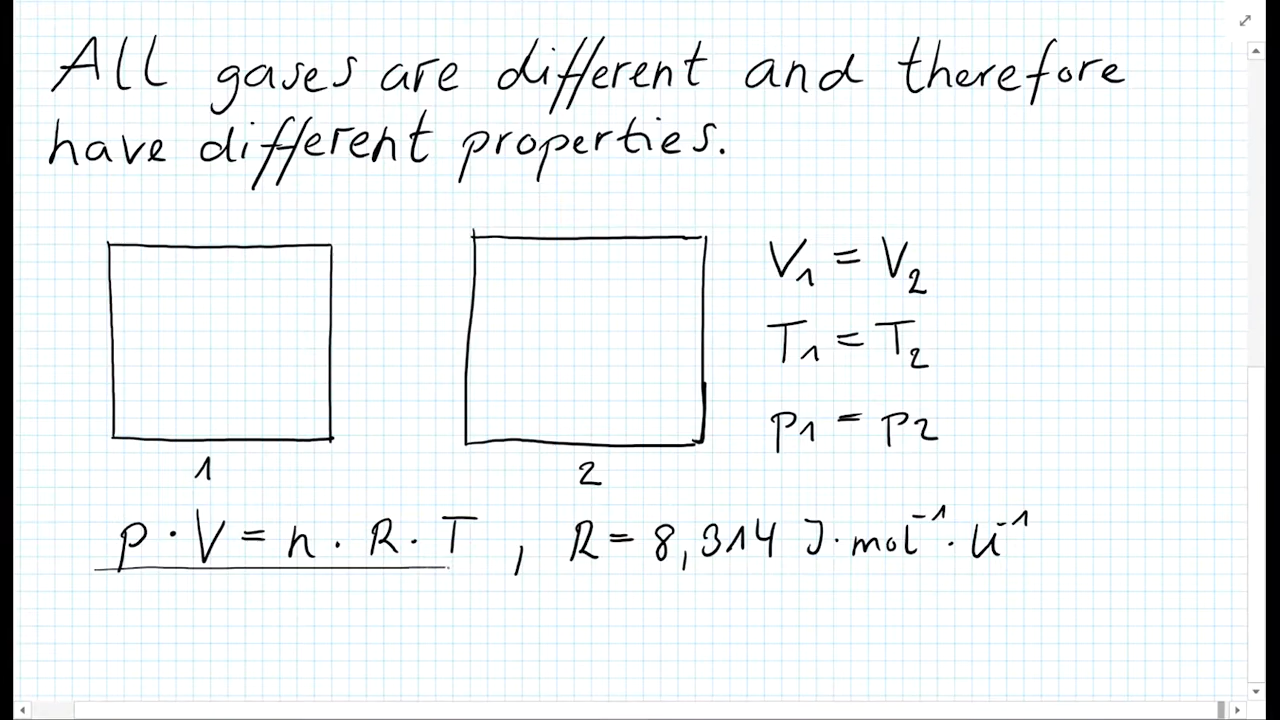 All gases are different and therefore
have different properties.
V₁ = V₂
T₁ = T₂
p₁ = p₂
1 2
p · V = n · R · T , R = 8,314 J · mol⁻¹ · K⁻¹